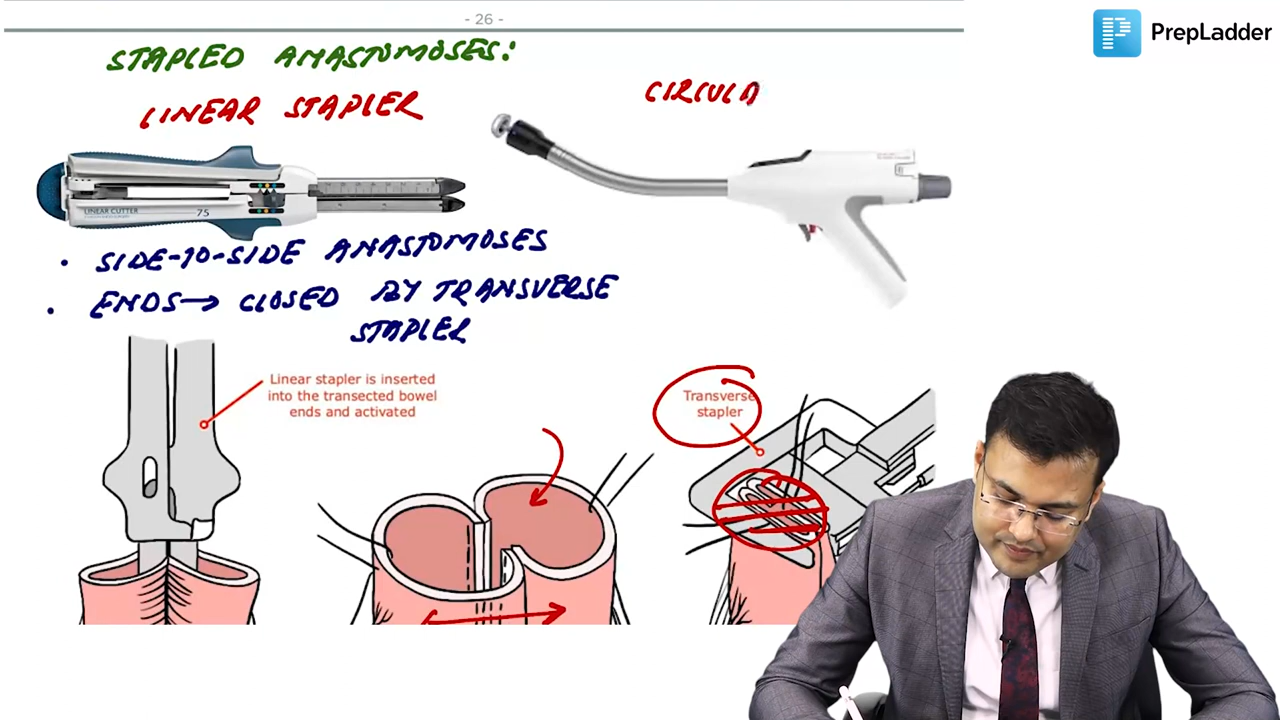 - 26 -
PrepLadder
STAPLED ANASTOMOSES:
LINEAR STAPLER
CIRCULA
LINEAR CUTTER
75
• SIDE-TO-SIDE ANASTOMOSES
• ENDS → CLOSED BY TRANSVERSE
STAPLER
Linear stapler is inserted
into the transected bowel
ends and activated
Transverse
stapler